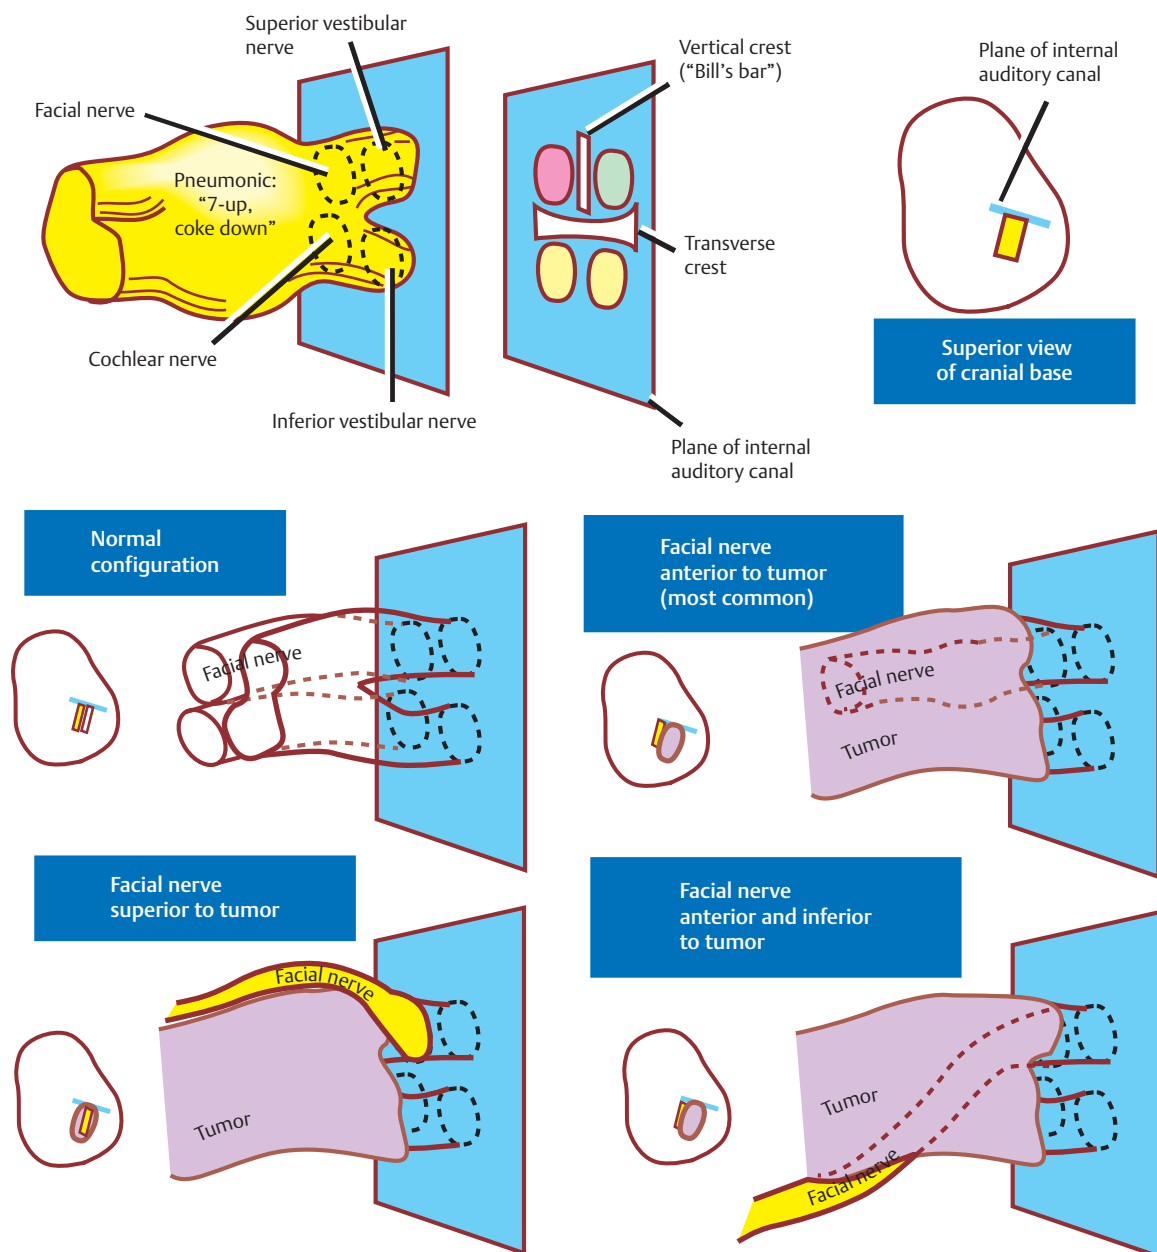 Superior vestibular
nerve
Facial nerve
Pneumonic:
“7-up,
coke down”
Cochlear nerve
Inferior vestibular nerve
Vertical crest
(“Bill’s bar”)
Transverse
crest
Plane of internal
auditory canal
Plane of internal
auditory canal
Superior view
of cranial base
Normal
configuration
Facial nerve
Facial nerve
anterior to tumor
(most common)
Facial nerve
Tumor
Facial nerve
superior to tumor
Facial nerve
Tumor
Facial nerve
anterior and inferior
to tumor
Tumor
Facial nerve